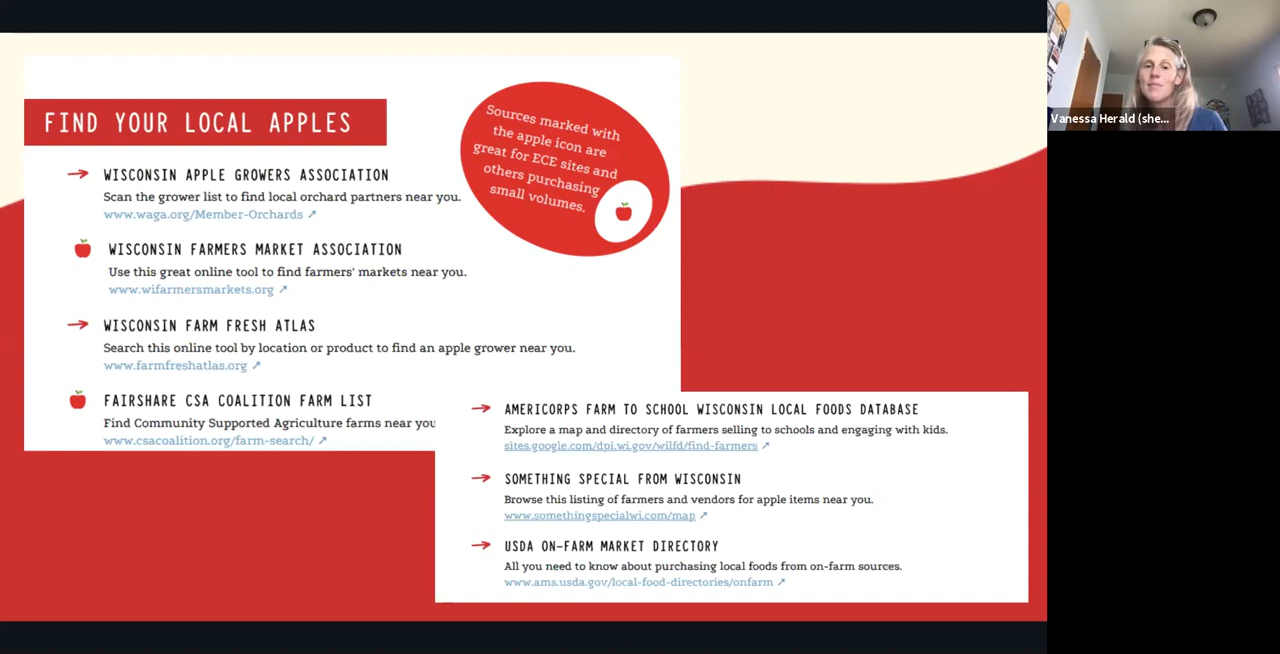 FIND YOUR LOCAL APPLES
Sources marked with
the apple icon are
great for ECE sites and
others purchasing
small volumes.
WISCONSIN APPLE GROWERS ASSOCIATION
Scan the grower list to find local orchard partners near you.
www.waga.org/Member-Orchards ↗
WISCONSIN FARMERS MARKET ASSOCIATION
Use this great online tool to find farmers' markets near you.
www.wifarmersmarkets.org ↗
WISCONSIN FARM FRESH ATLAS
Search this online tool by location or product to find an apple grower near you.
www.farmfreshatlas.org ↗
FAIRSHARE CSA COALITION FARM LIST
Find Community Supported Agriculture farms near you
www.csacoalition.org/farm-search/ ↗
AMERICORPS FARM TO SCHOOL WISCONSIN LOCAL FOODS DATABASE
Explore a map and directory of farmers selling to schools and engaging with kids.
sites.google.com/dpi.wi.gov/wilfd/find-farmers ↗
SOMETHING SPECIAL FROM WISCONSIN
Browse this listing of farmers and vendors for apple items near you.
www.somethingspecialwi.com/map ↗
USDA ON-FARM MARKET DIRECTORY
All you need to know about purchasing local foods from on-farm sources.
www.ams.usda.gov/local-food-directories/onfarm ↗
Vanessa Herald (she...